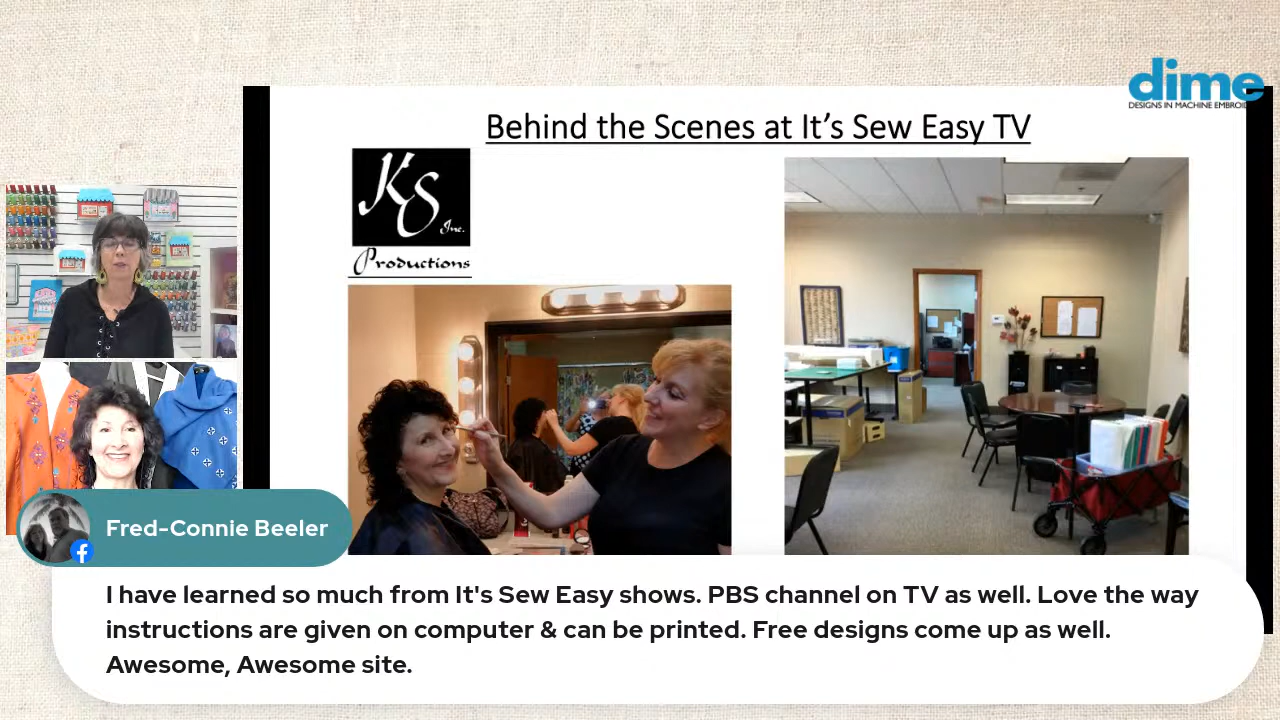 dime
DESIGNS IN MACHINE EMBROI
Behind the Scenes at It's Sew Easy TV
KS
Inc.
Productions
Fred-Connie Beeler
I have learned so much from It's Sew Easy shows. PBS channel on TV as well. Love the way
instructions are given on computer & can be printed. Free designs come up as well.
Awesome, Awesome site.